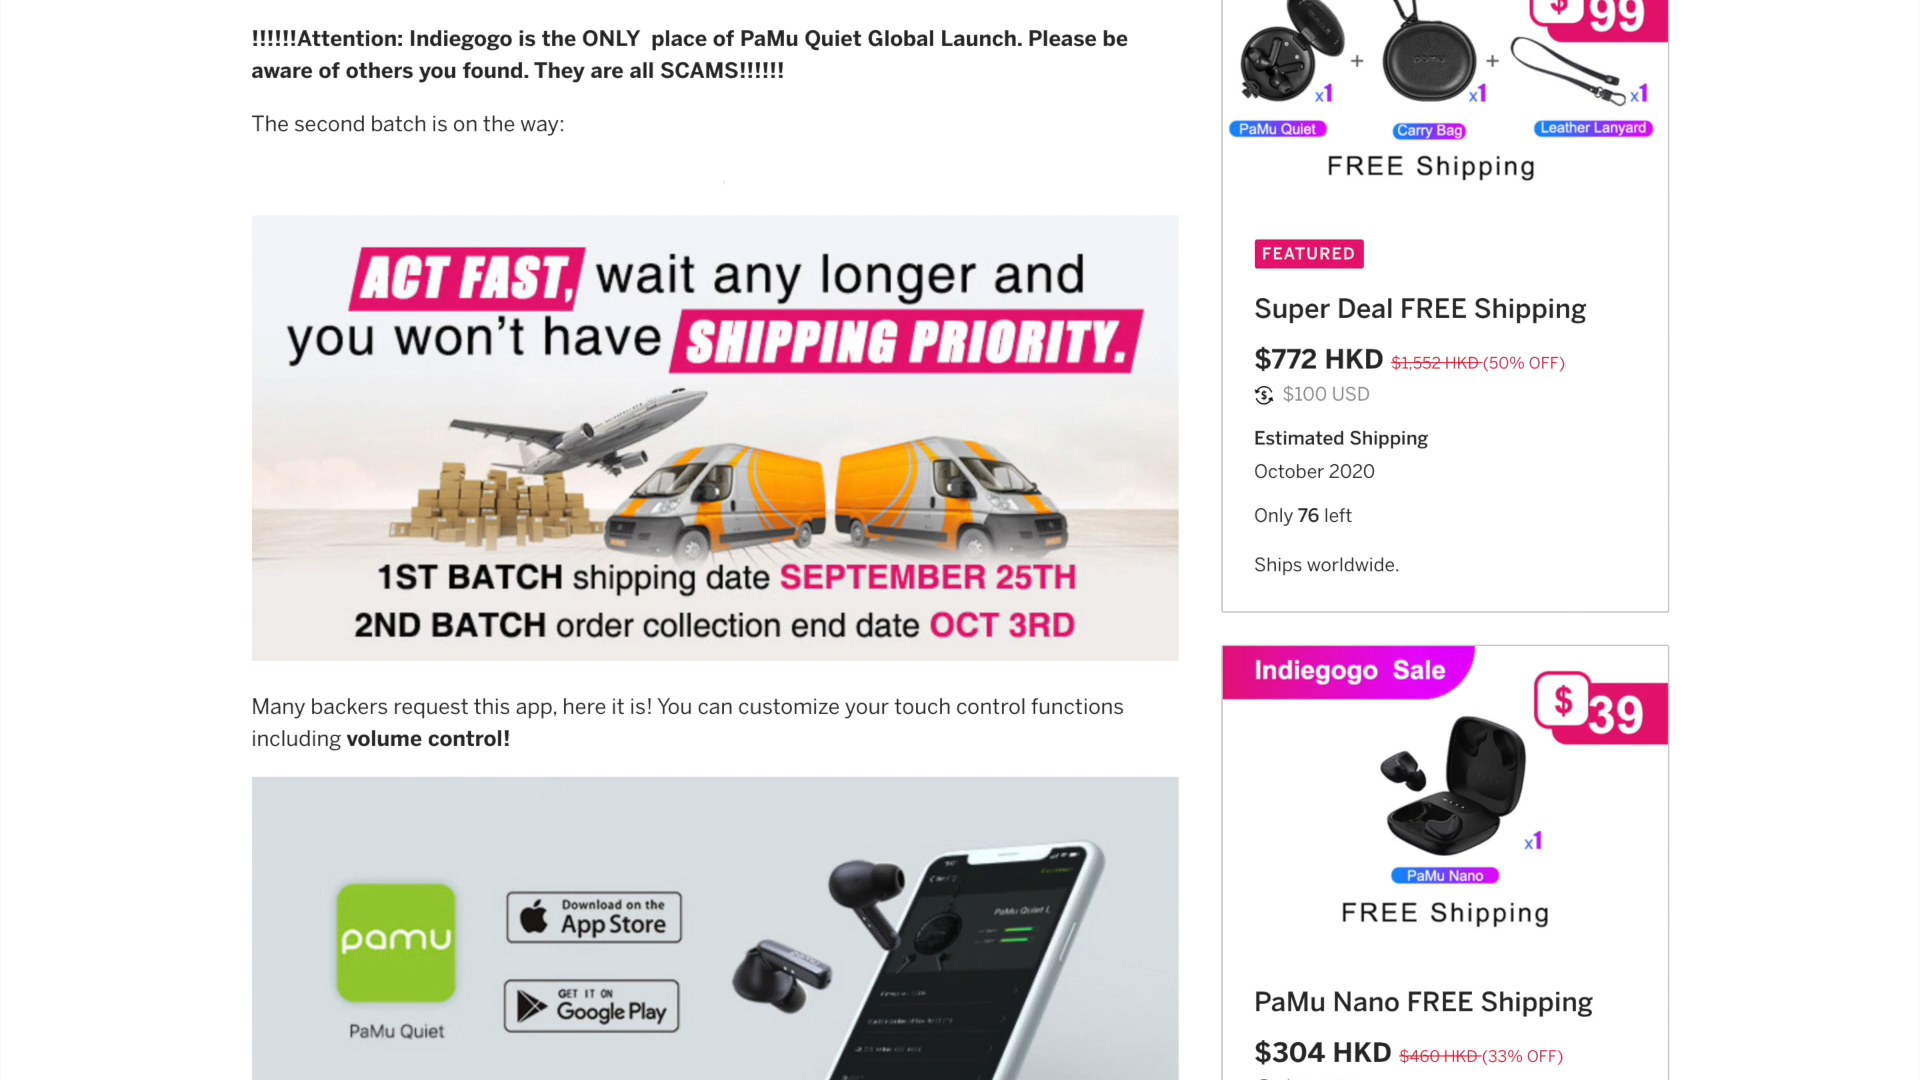 !!!!!!Attention: Indiegogo is the ONLY place of PaMu Quiet Global Launch. Please be
aware of others you found. They are all SCAMS!!!!!!
The second batch is on the way:
ACT FAST, wait any longer and
you won't have SHIPPING PRIORITY.
1ST BATCH shipping date SEPTEMBER 25TH
2ND BATCH order collection end date OCT 3RD
Many backers request this app, here it is! You can customize your touch control functions
including volume control!
pamu
PaMu Quiet
Download on the
App Store
GET IT ON
Google Play
PaMu Quiet L
$99
+ +
x1 x1 x1
PaMu Quiet Carry Bag Leather Lanyard
FREE Shipping
FEATURED
Super Deal FREE Shipping
$772 HKD $1,552 HKD (50% OFF)
$100 USD
Estimated Shipping
October 2020
Only 76 left
Ships worldwide.
Indiegogo Sale
$39
x1
PaMu Nano
FREE Shipping
PaMu Nano FREE Shipping
$304 HKD $460 HKD (33% OFF)